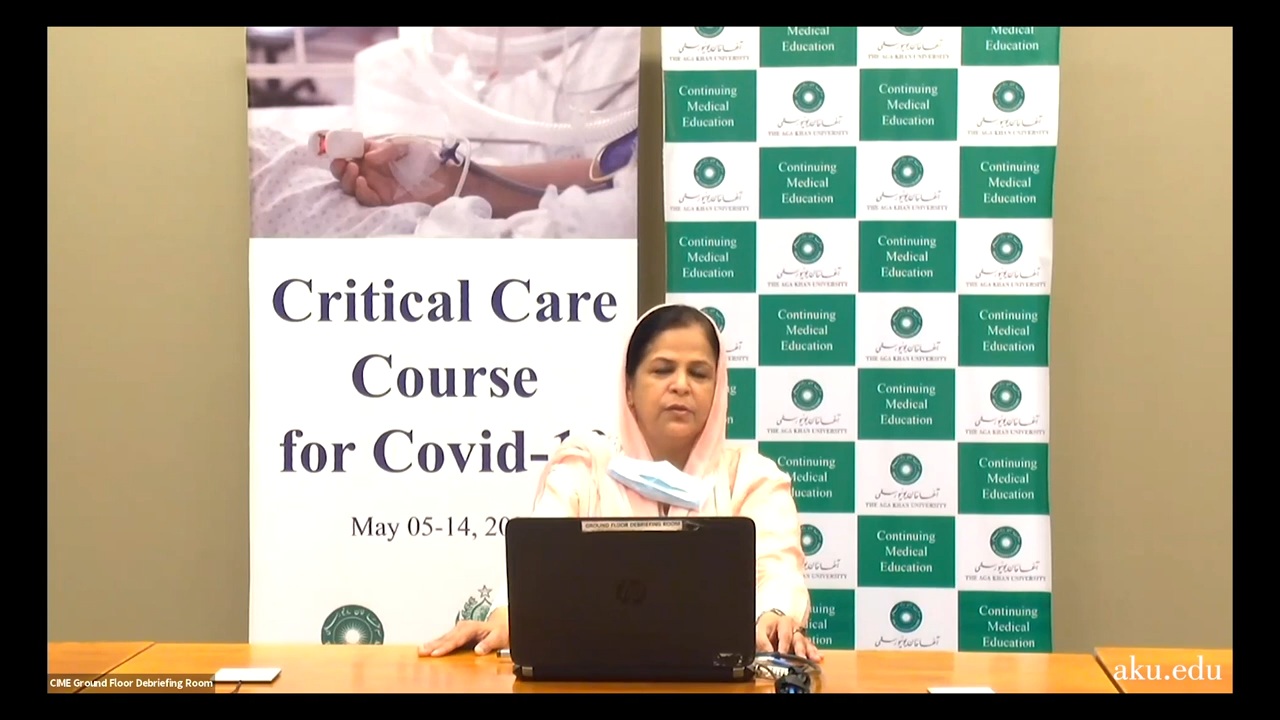 Critical Care
Course
for Covid-
May 05-14, 20
Continuing
Medical
Education
THE AGA KHAN UNIVERSITY
GROUND FLOOR DEBRIEFING ROOM
hp
CIME Ground Floor Debriefing Room
aku.edu